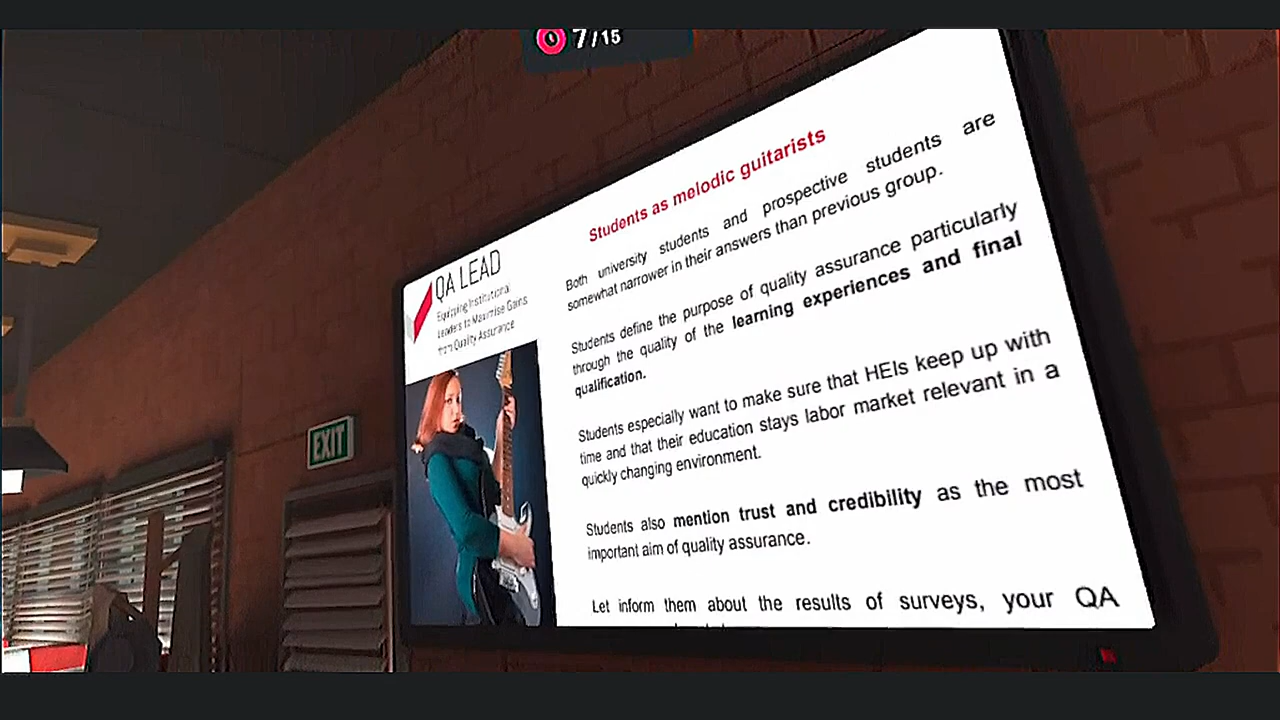 7/15
Students as melodic guitarists
QA LEAD
Equipping Institutional
Leaders to Maximise Gains
from Quality Assurance
Both university students and prospective students are
somewhat narrower in their answers than previous group.
Students define the purpose of quality assurance particularly
through the quality of the learning experiences and final
qualification.
Students especially want to make sure that HEIs keep up with
time and that their education stays labor market relevant in a
quickly changing environment.
Students also mention trust and credibility as the most
important aim of quality assurance.
Let inform them about the results of surveys, your QA
EXIT